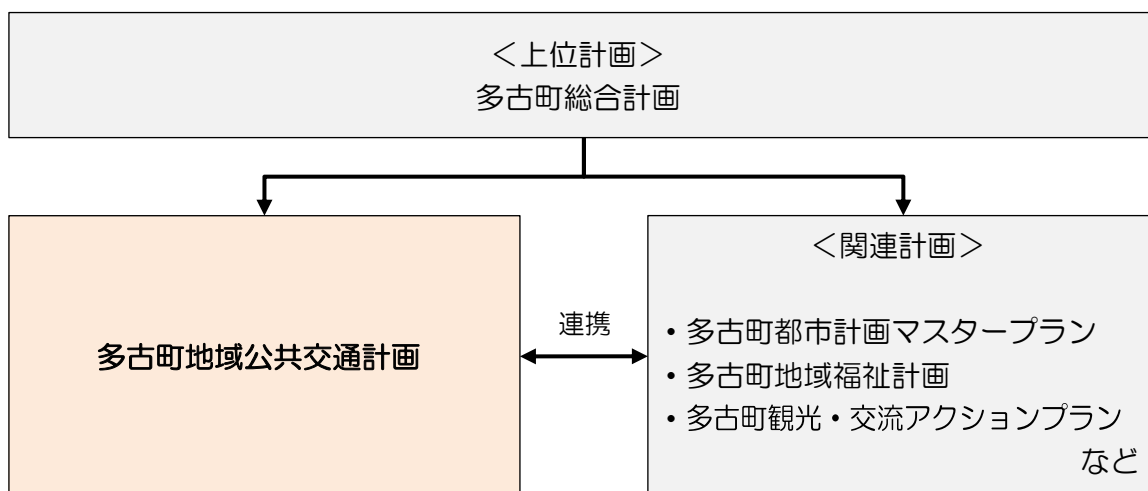 ＜上位計画＞
多古町総合計画
多古町地域公共交通計画
連携
＜関連計画＞
・多古町都市計画マスタープラン
・多古町地域福祉計画
・多古町観光・交流アクションプラン
など